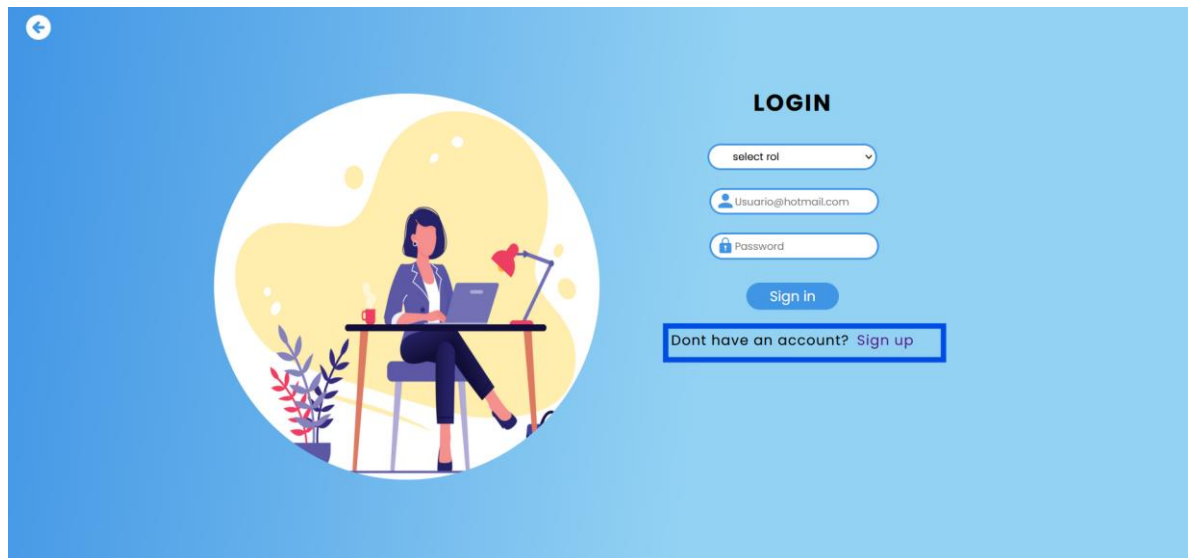 LOGIN
select rol
Usuario@hotmail.com
Password
Sign in
Dont have an account? Sign up